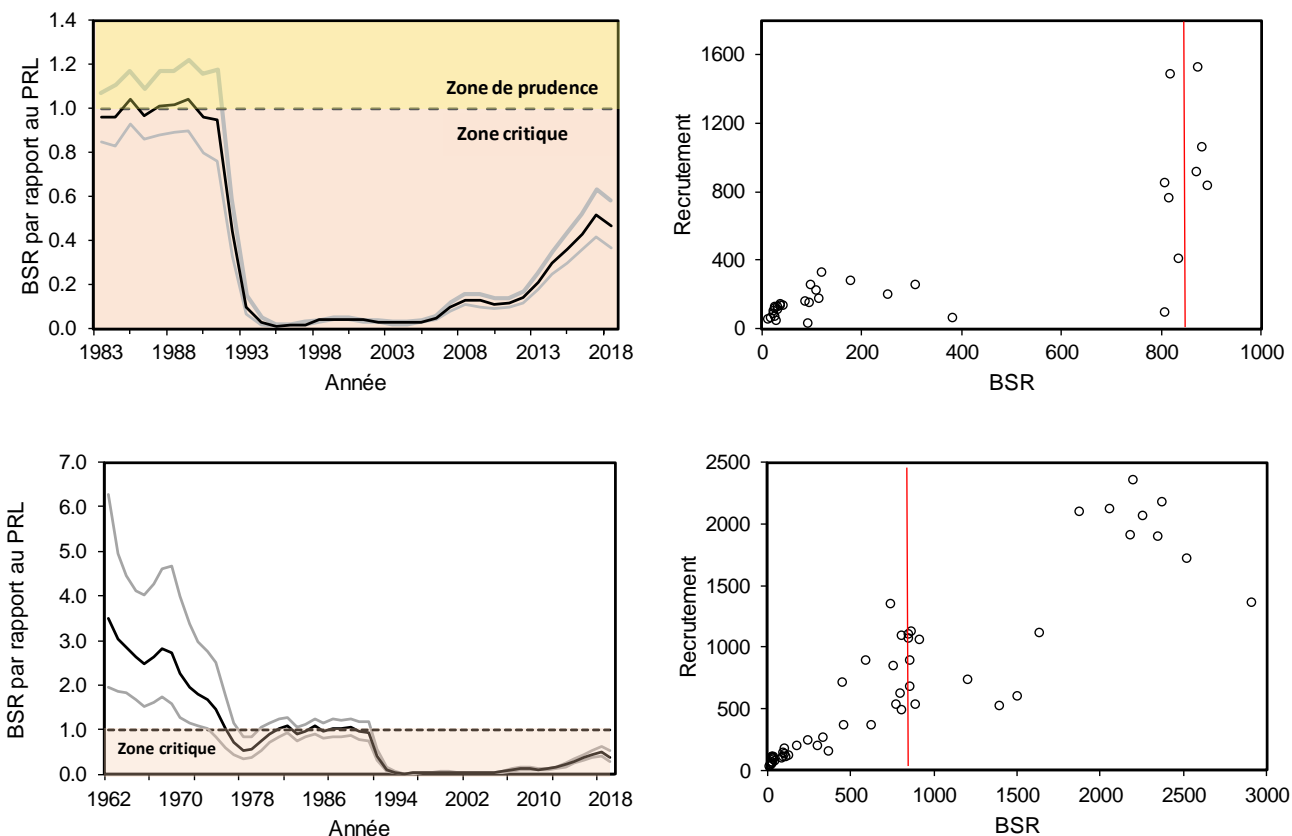 BSR par rapport au PRL
1.4
1.2
1.0
0.8
0.6
0.4
0.2
0.0
Zone de prudence
Zone critique
1983 1988 1993 1998 2003 2008 2013 2018
Année
Recrutement
1600
1200
800
400
0
0 200 400 600 800 1000
BSR
BSR par rapport au PRL
7.0
6.0
5.0
4.0
3.0
2.0
1.0
0.0
Zone critique
1962 1970 1978 1986 1994 2002 2010 2018
Année
Recrutement
2500
2000
1500
1000
500
0
0 500 1000 1500 2000 2500 3000
BSR